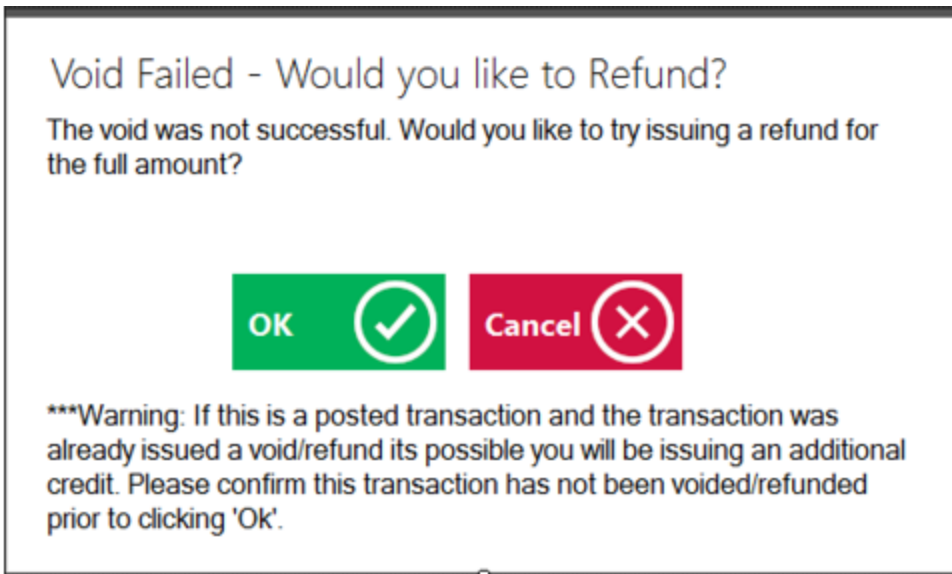 Void Failed - Would you like to Refund?
The void was not successful. Would you like to try issuing a refund for
the full amount?
OK
Cancel
***Warning: If this is a posted transaction and the transaction was
already issued a void/refund its possible you will be issuing an additional
credit. Please confirm this transaction has not been voided/refunded
prior to clicking 'Ok'.